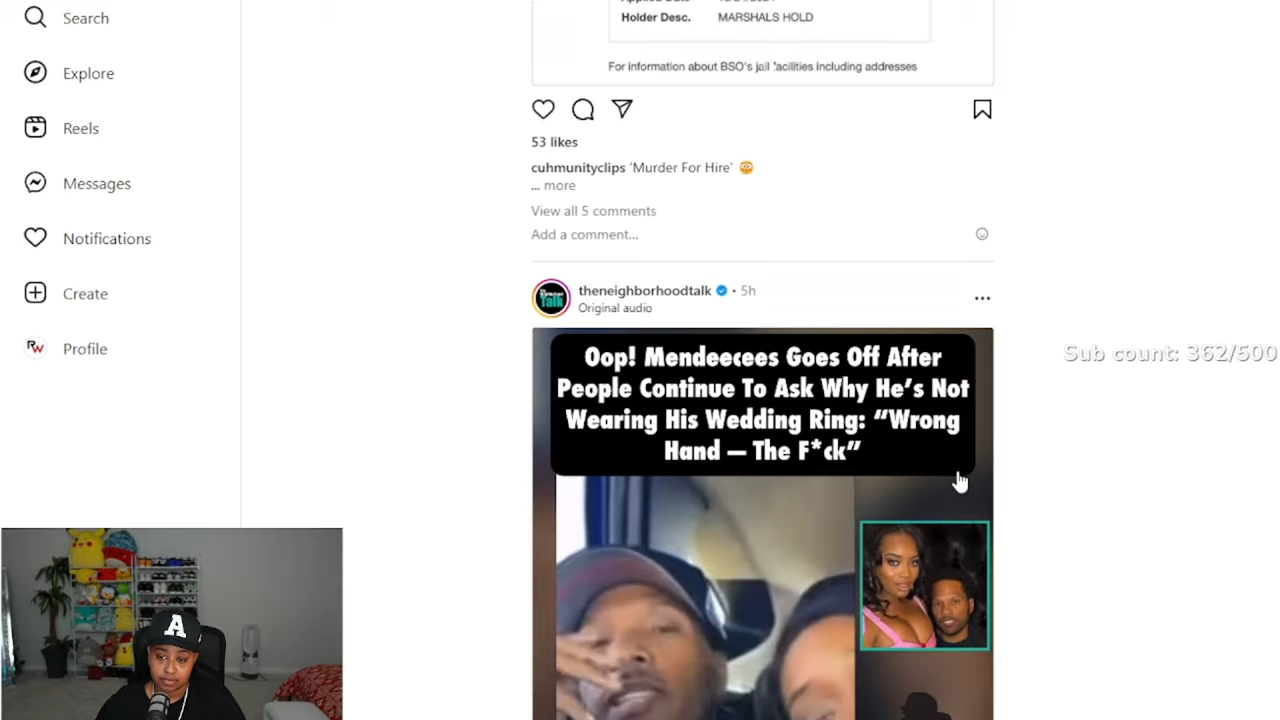 Search
Explore
Reels
Messages
Notifications
Create
Profile
Holder Desc. MARSHALS HOLD
For information about BSO's jail facilities including addresses
53 likes
cuhmunityclips 'Murder For Hire' 😳
... more
View all 5 comments
Add a comment...
theneighborhoodtalk • 5h
Original audio
Talk
Oop! Mendeecees Goes Off After
People Continue To Ask Why He’s Not
Wearing His Wedding Ring: “Wrong
Hand – The F*ck”
Sub count: 362/500
RW
A